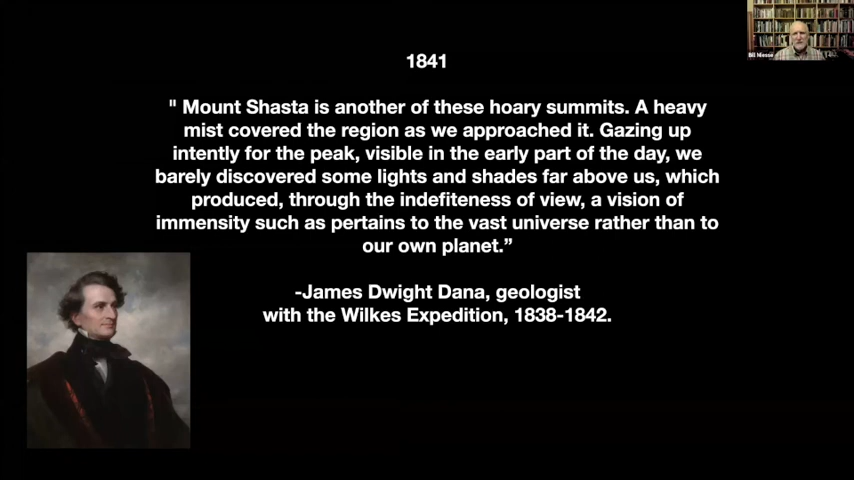 1841
" Mount Shasta is another of these hoary summits. A heavy
mist covered the region as we approached it. Gazing up
intently for the peak, visible in the early part of the day, we
barely discovered some lights and shades far above us, which
produced, through the indefiteness of view, a vision of
immensity such as pertains to the vast universe rather than to
our own planet.”
-James Dwight Dana, geologist
with the Wilkes Expedition, 1838-1842.
Bill Miesse